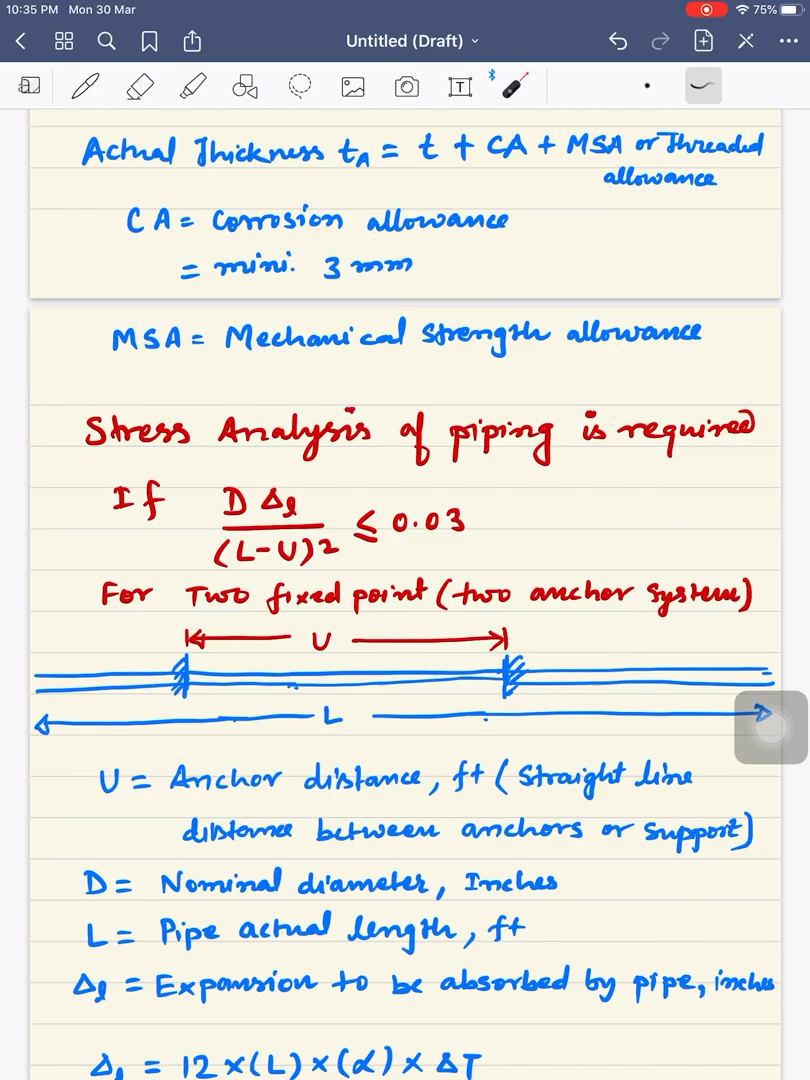 10:35 PM Mon 30 Mar 75%
Untitled (Draft)
T
Actual Thickness tA = t + CA + MSA or Threaded
allowance
CA = Corrosion allowance
= mini. 3 mm
MSA = Mechanical strength allowance
Stress Analysis of piping is required
If D Δl / (L-U)2 ≤ 0.03
For Two fixed point (two anchor system)
U
L
U = Anchor distance, ft (Straight line
distance between anchors or support)
D = Nominal diameter, Inches
L = Pipe actual length, ft
Δl = Expansion to be absorbed by pipe, inches
Δl = 12 x (L) x (α) x ΔT